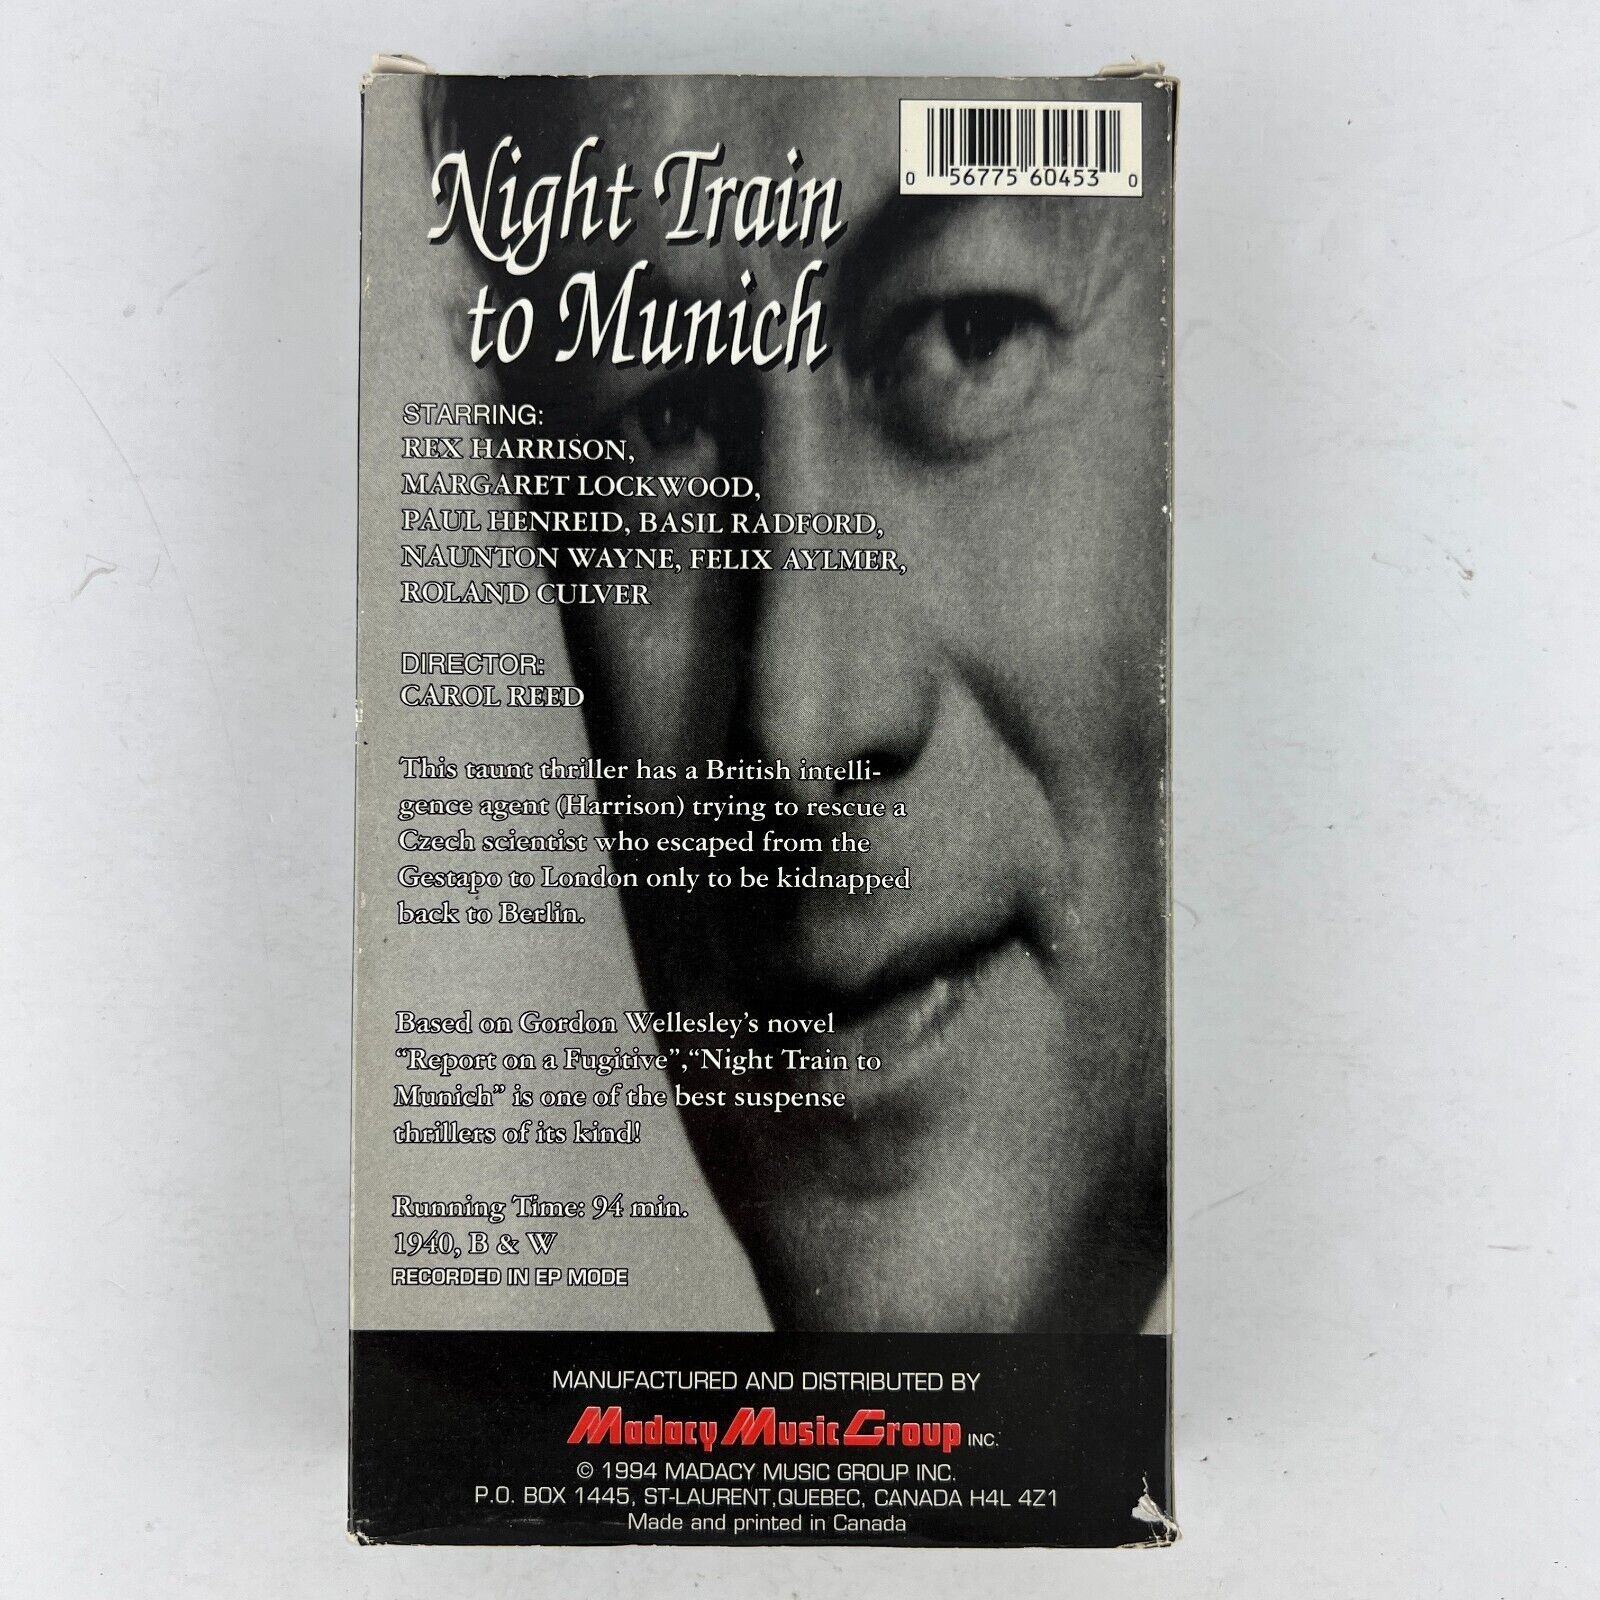 0 56775 60453 0
Night Train
to Munich
STARRING:
REX HARRISON,
MARGARET LOCKWOOD,
PAUL HENREID, BASIL RADFORD,
NAUNTON WAYNE, FELIX AYLMER,
ROLAND CULVER
DIRECTOR:
CAROL REED
This taunt thriller has a British intelli-
gence agent (Harrison) trying to rescue a
Czech scientist who escaped from the
Gestapo to London only to be kidnapped
back to Berlin.
Based on Gordon Wellesley's novel
“Report on a Fugitive”,“Night Train to
Munich” is one of the best suspense
thrillers of its kind!
Running Time: 94 min.
1940, B & W
RECORDED IN EP MODE
MANUFACTURED AND DISTRIBUTED BY
Madacy Music Group INC.
© 1994 MADACY MUSIC GROUP INC.
P.O. BOX 1445, ST-LAURENT,QUEBEC, CANADA H4L 4Z1
Made and printed in Canada